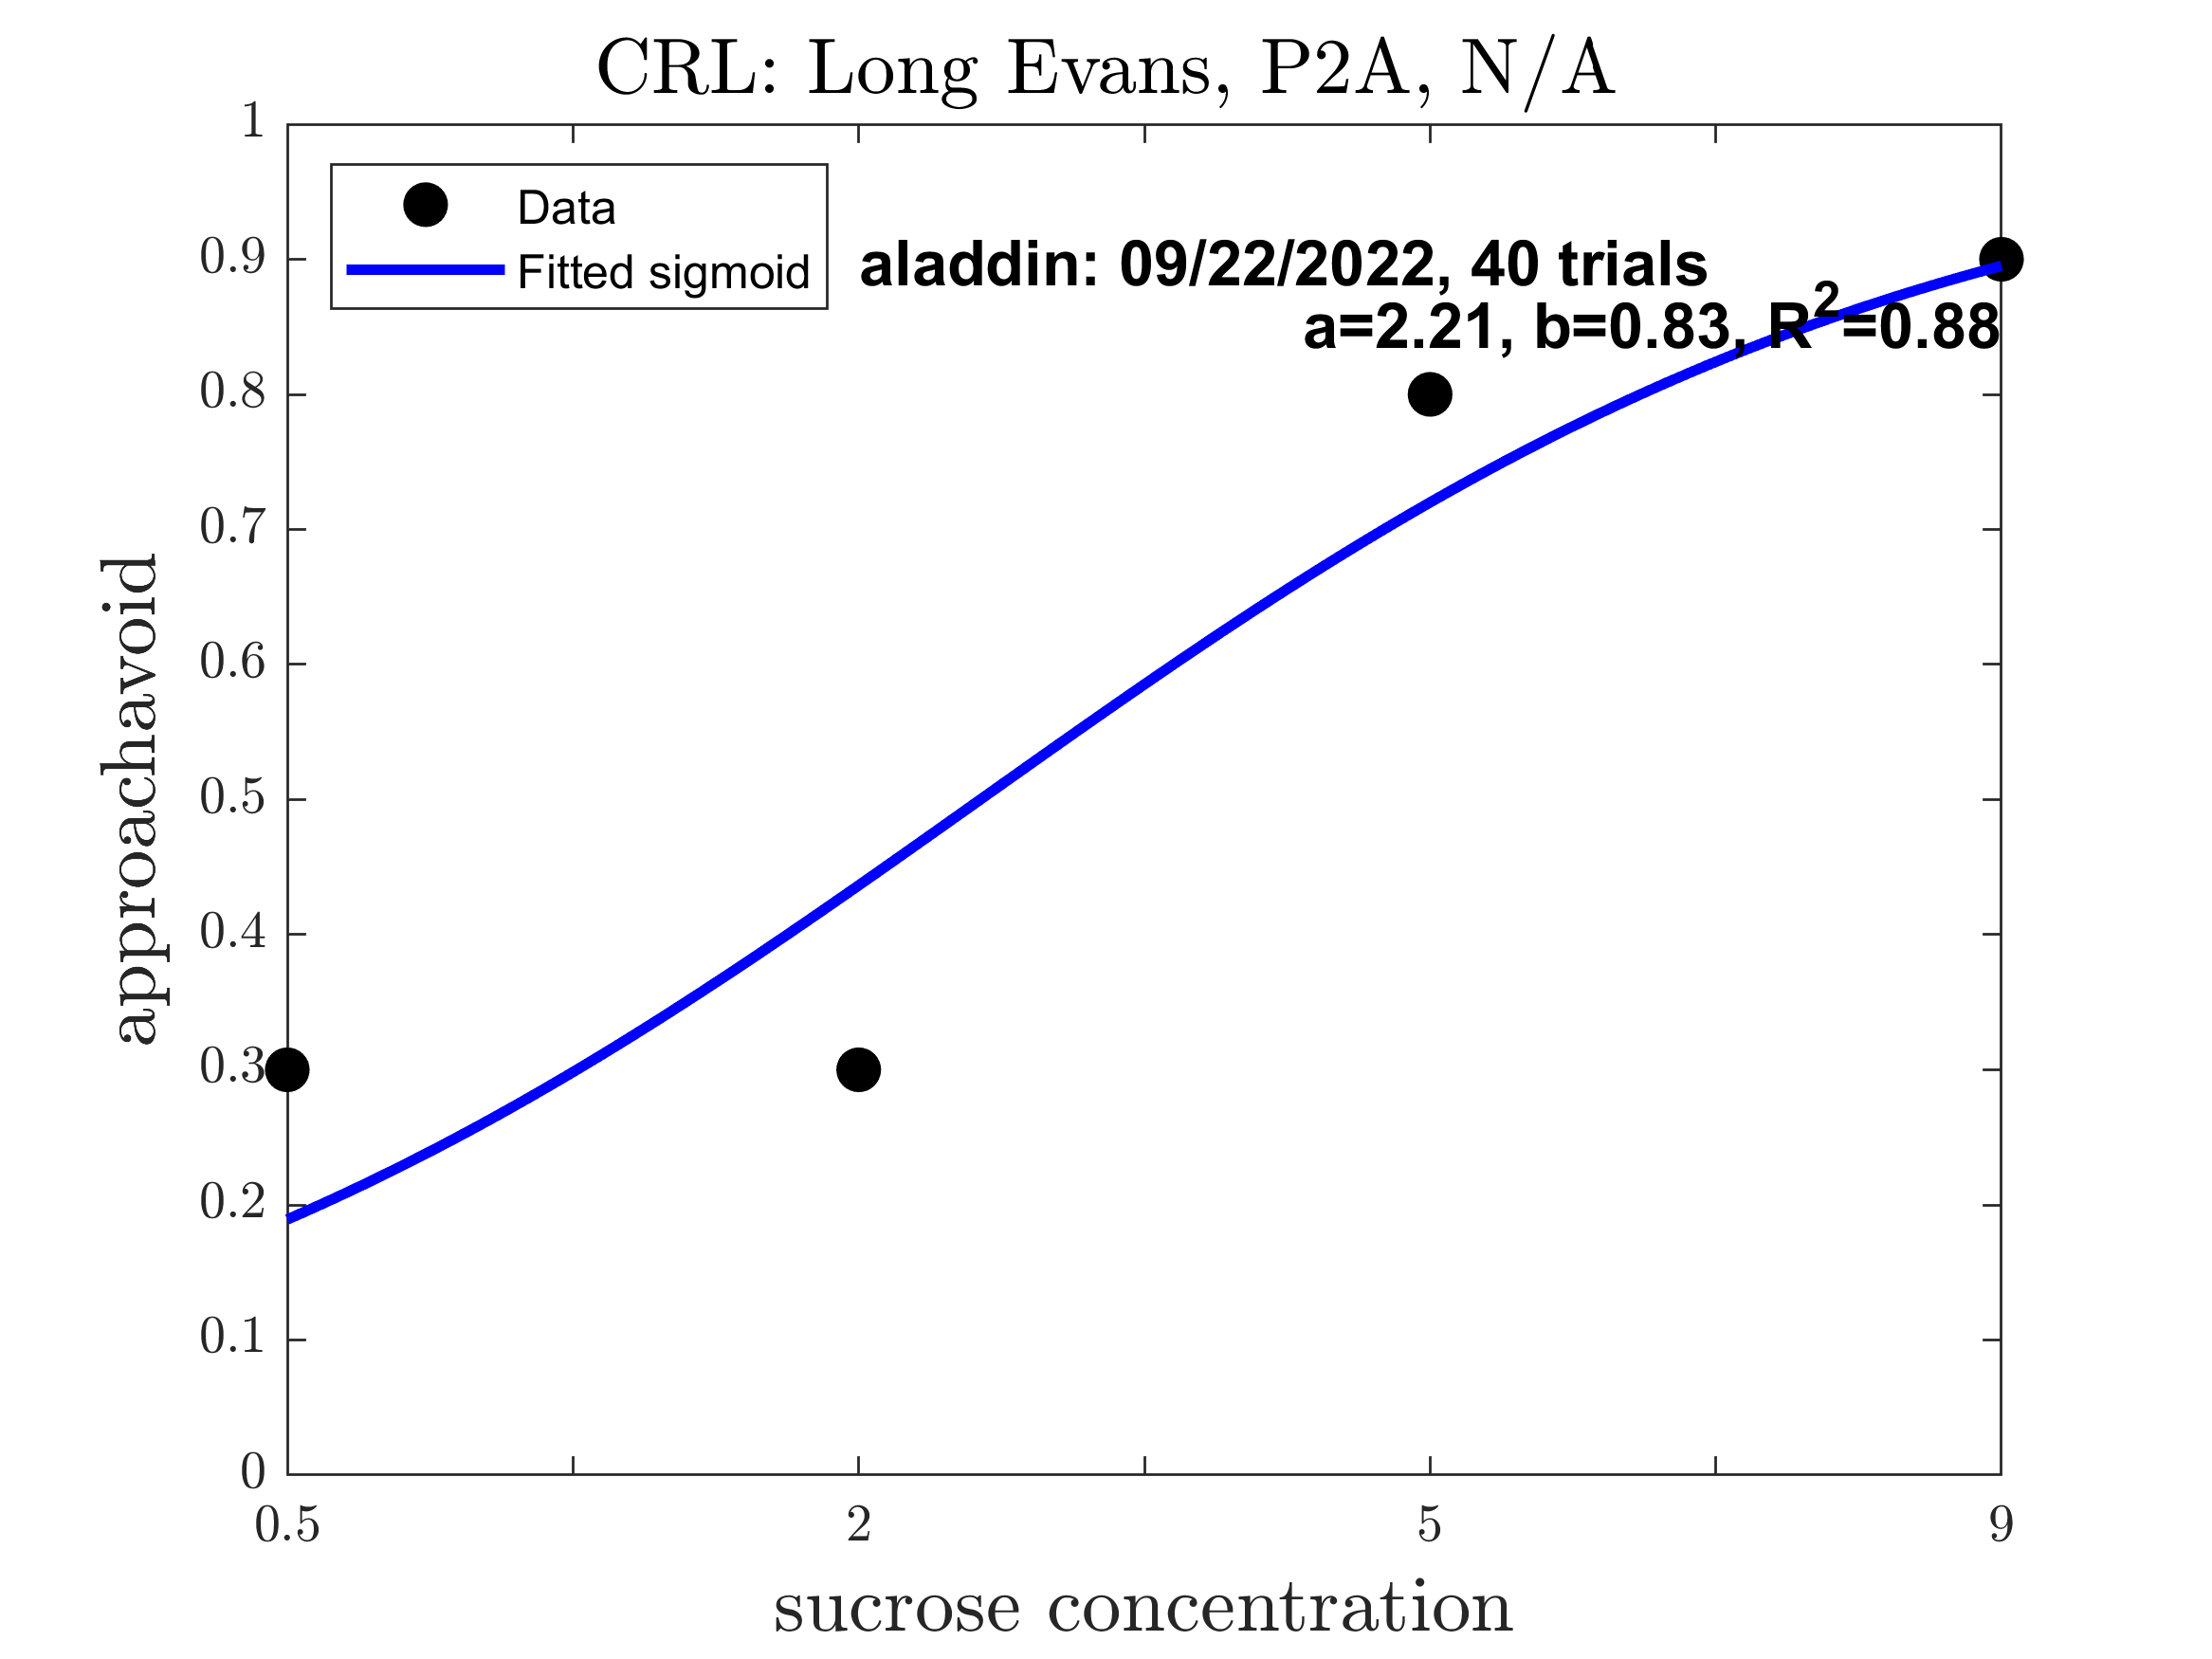 CRL: Long Evans, P2A, N/A
Data
Fitted sigmoid
aladdin: 09/22/2022, 40 trials
a=2.21, b=0.83, R²=0.88
approachavoid
1
0.9
0.8
0.7
0.6
0.5
0.4
0.3
0.2
0.1
0
0.5 2 5 9
sucrose concentration